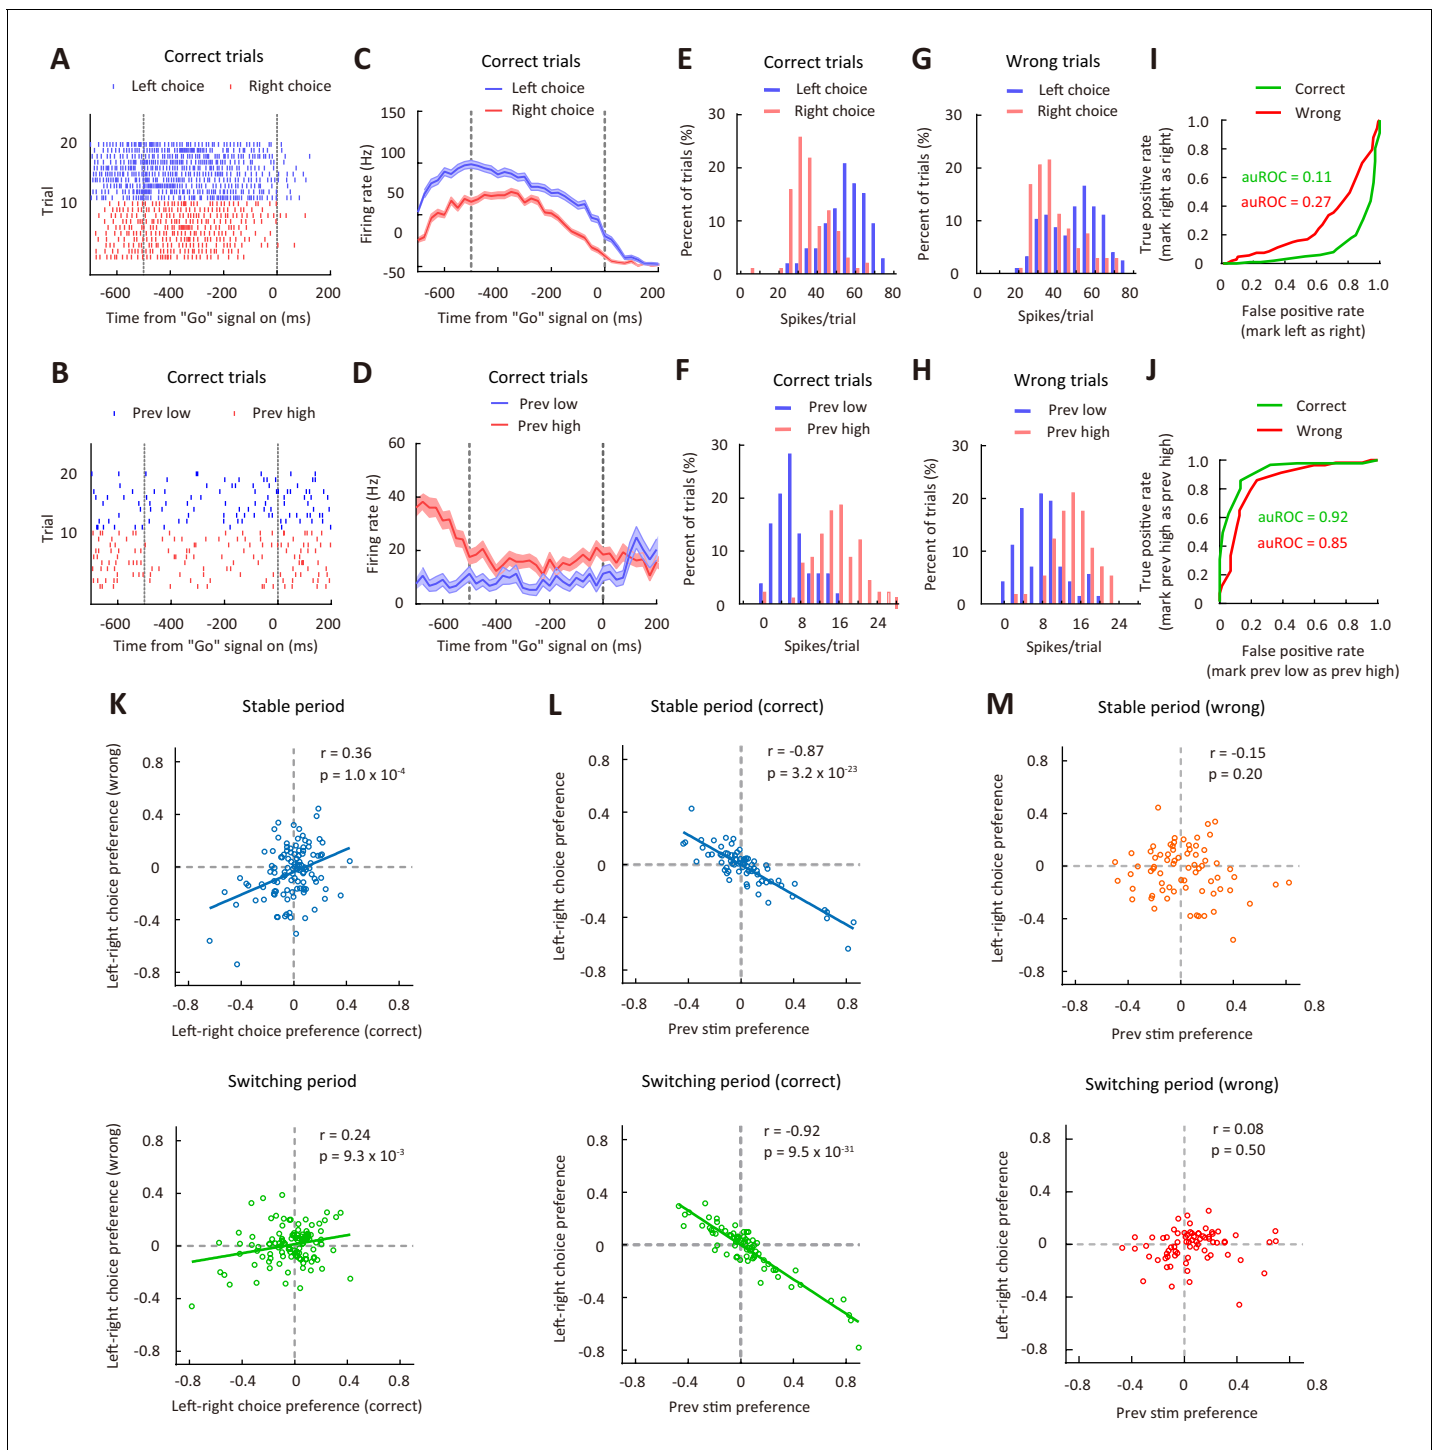 A
Correct trials
Left choice
Right choice
20
10
Trial
-600
-400
-200
0
200
Time from "Go" signal on (ms)
C
Correct trials
Left choice
Right choice
150
100
50
0
-50
Firing rate (Hz)
-600
-400
-200
0
200
Time from "Go" signal on (ms)
E
Correct trials
Left choice
Right choice
30
20
10
0
Percent of trials (%)
0
20
40
60
80
Spikes/trial
G
Wrong trials
Left choice
Right choice
30
20
10
0
Percent of trials (%)
0
20
40
60
80
Spikes/trial
I
Correct
Wrong
auROC = 0.11
auROC = 0.27
1.0
0.8
0.6
0.4
0.2
0
True positive rate
(mark right as right)
0
0.2
0.4
0.6
0.8
1.0
False positive rate
(mark left as right)
B
Correct trials
Prev low
Prev high
20
10
Trial
-600
-400
-200
0
200
Time from "Go" signal on (ms)
D
Correct trials
Prev low
Prev high
60
40
20
0
Firing rate (Hz)
-600
-400
-200
0
200
Time from "Go" signal on (ms)
F
Correct trials
Prev low
Prev high
30
20
10
0
Percent of trials (%)
0
8
16
24
Spikes/trial
H
Wrong trials
Prev low
Prev high
30
20
10
0
Percent of trials (%)
0
8
16
24
Spikes/trial
J
Correct
Wrong
auROC = 0.92
auROC = 0.85
1.0
0.8
0.6
0.4
0.2
0
True positive rate
(mark prev high as prev high)
0
0.2
0.4
0.6
0.8
1.0
False positive rate
(mark prev low as prev high)
K
Stable period
r = 0.36
p = 1.0 x 10-4
0.8
0.4
0
-0.4
-0.8
Left-right choice preference (wrong)
-0.8
-0.4
0
0.4
0.8
Left-right choice preference (correct)
L
Stable period (correct)
r = -0.87
p = 3.2 x 10-23
0.8
0.4
0
-0.4
-0.8
Left-right choice preference
-0.8
-0.4
0
0.4
0.8
Prev stim preference
M
Stable period (wrong)
r = -0.15
p = 0.20
0.8
0.4
0
-0.4
-0.8
Left-right choice preference
-0.8
-0.4
0
0.4
0.8
Prev stim preference
Switching period
r = 0.24
p = 9.3 x 10-3
0.8
0.4
0
-0.4
-0.8
Left-right choice preference (wrong)
-0.8
-0.4
0
0.4
0.8
Left-right choice preference (correct)
Switching period (correct)
r = -0.92
p = 9.5 x 10-31
0.8
0.4
0
-0.4
-0.8
Left-right choice preference
-0.8
-0.4
0
0.4
0.8
Prev stim preference
Switching period (wrong)
r = 0.08
p = 0.50
0.8
0.4
0
-0.4
-0.8
Left-right choice preference
-0.8
-0.4
0
0.4
0.8
Prev stim preference